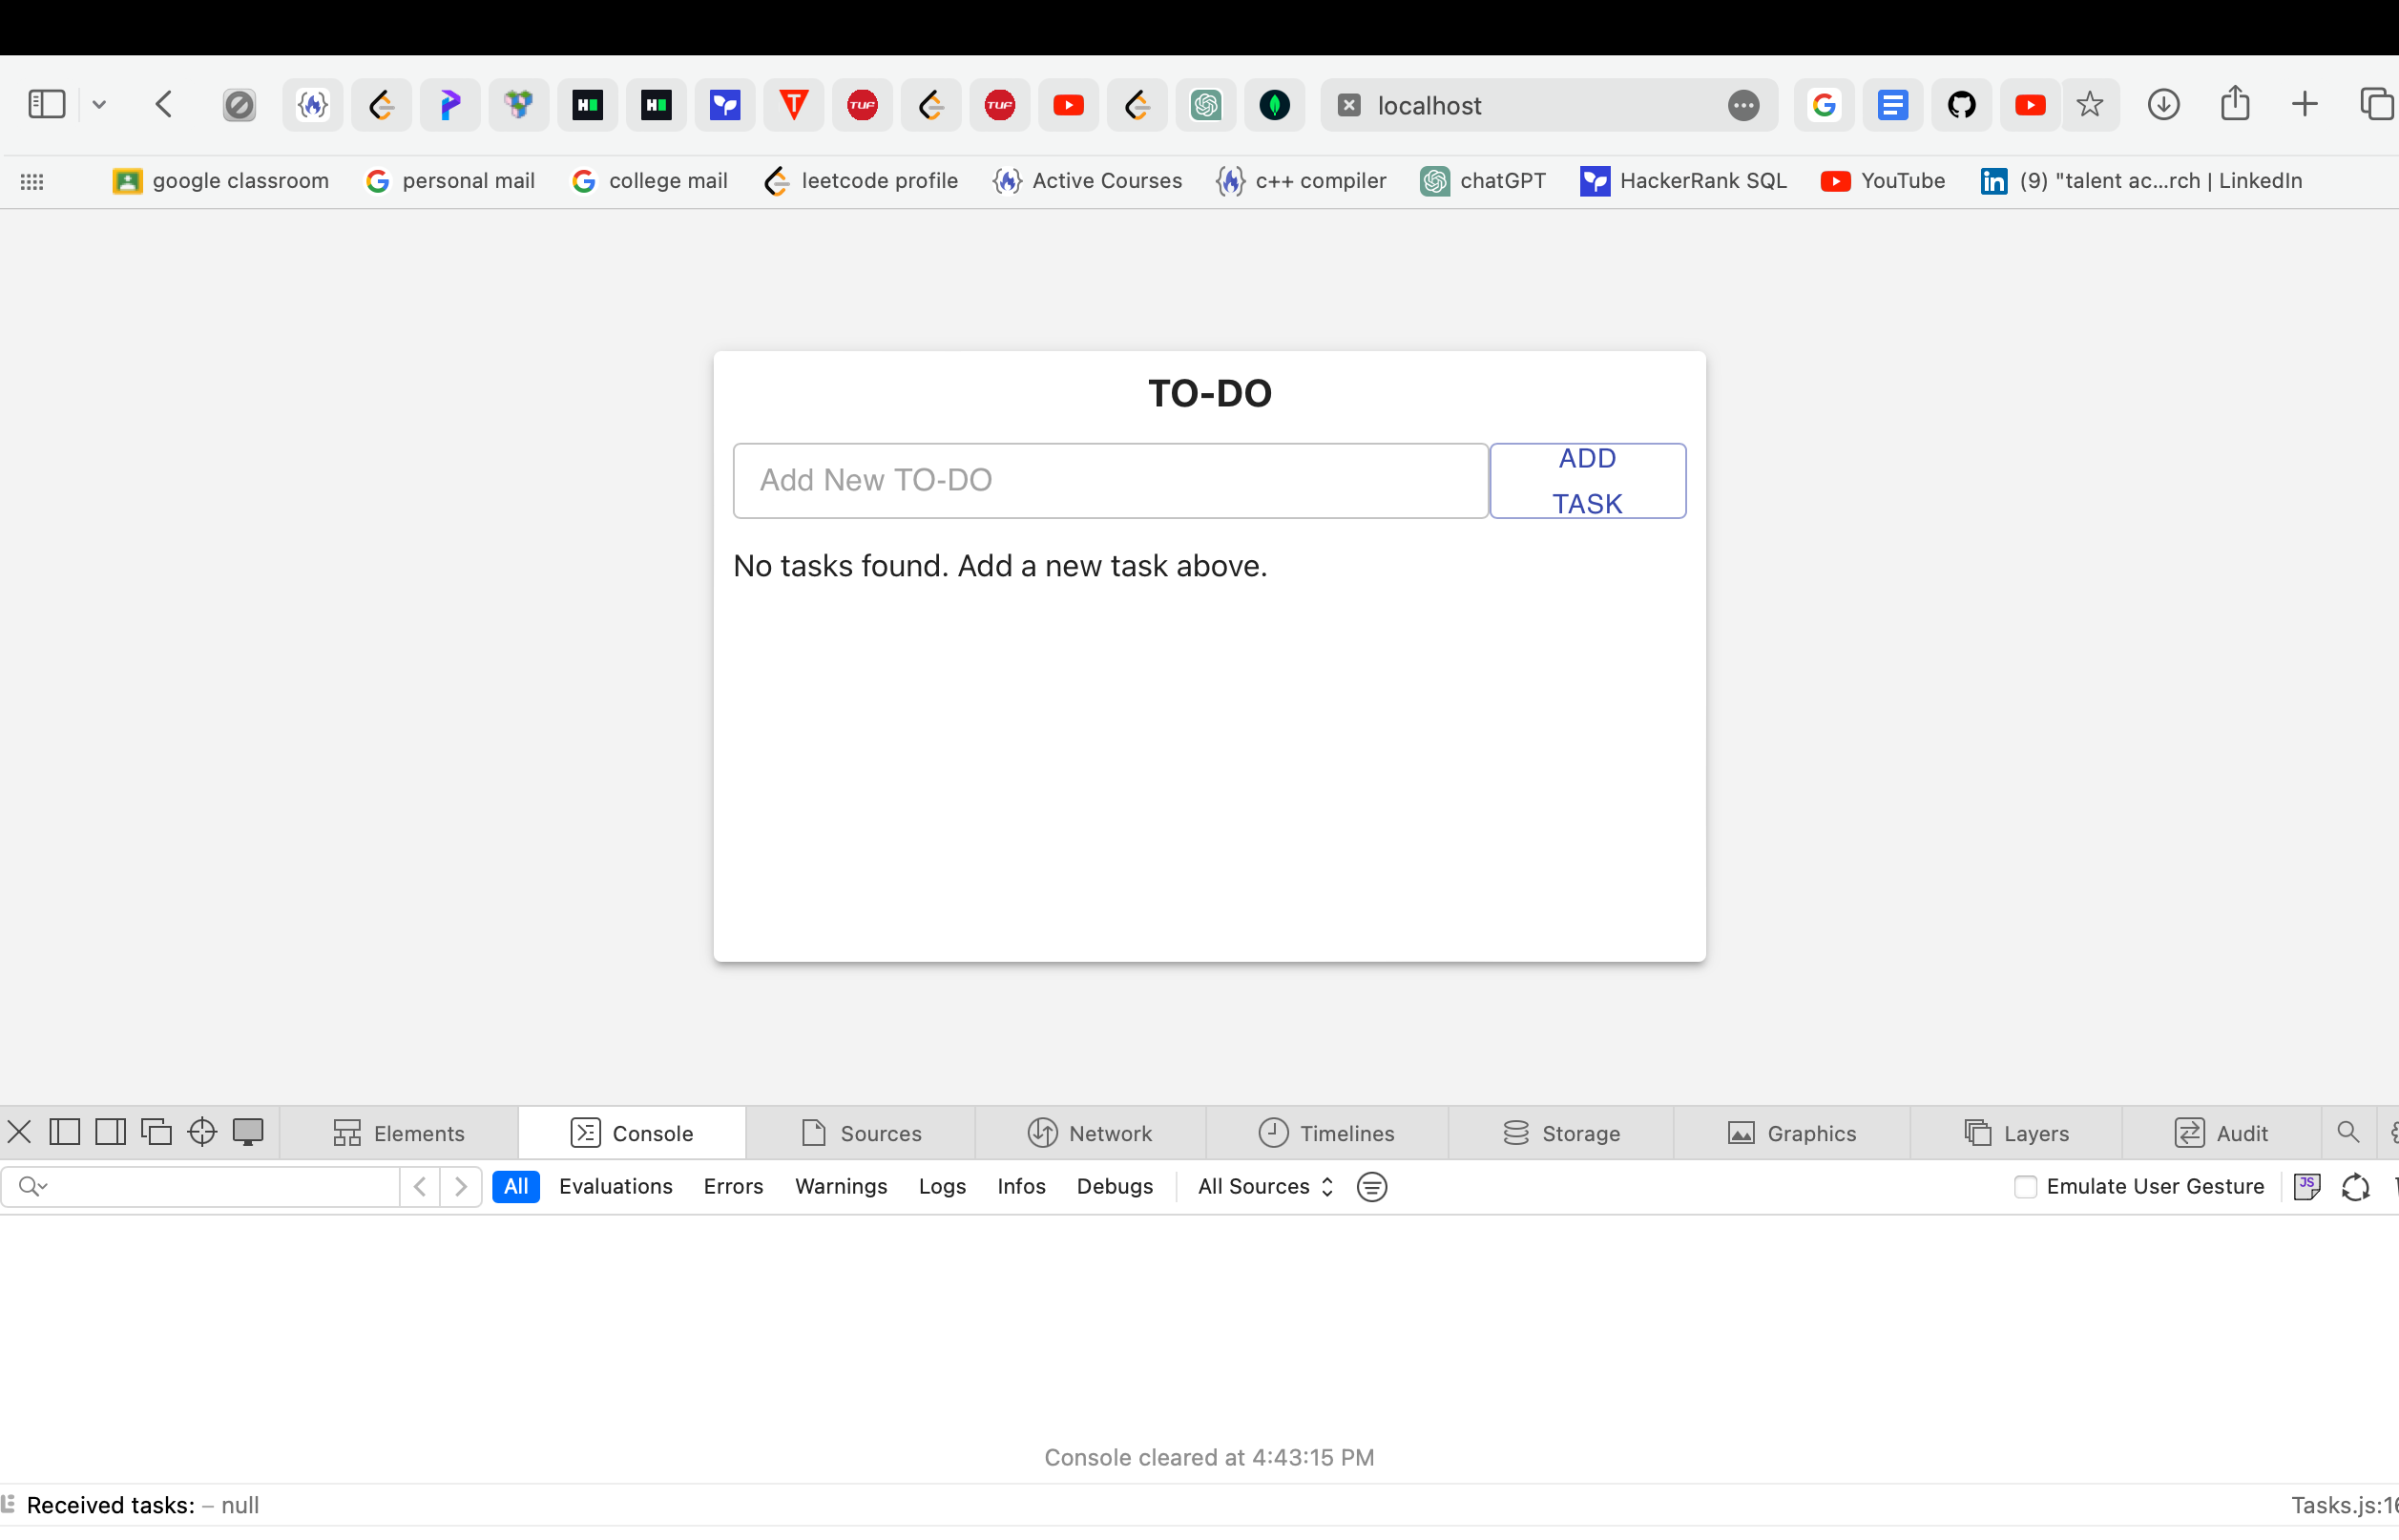 localhost
google classroom personal mail college mail leetcode profile Active Courses c++ compiler chatGPT HackerRank SQL YouTube (9) "talent ac...rch | LinkedIn
TO-DO
Add New TO-DO
ADD
TASK
No tasks found. Add a new task above.
Elements Console Sources Network Timelines Storage Graphics Layers Audit
All Evaluations Errors Warnings Logs Infos Debugs All Sources Emulate User Gesture
Console cleared at 4:43:15 PM
Received tasks: – null Tasks.js:16